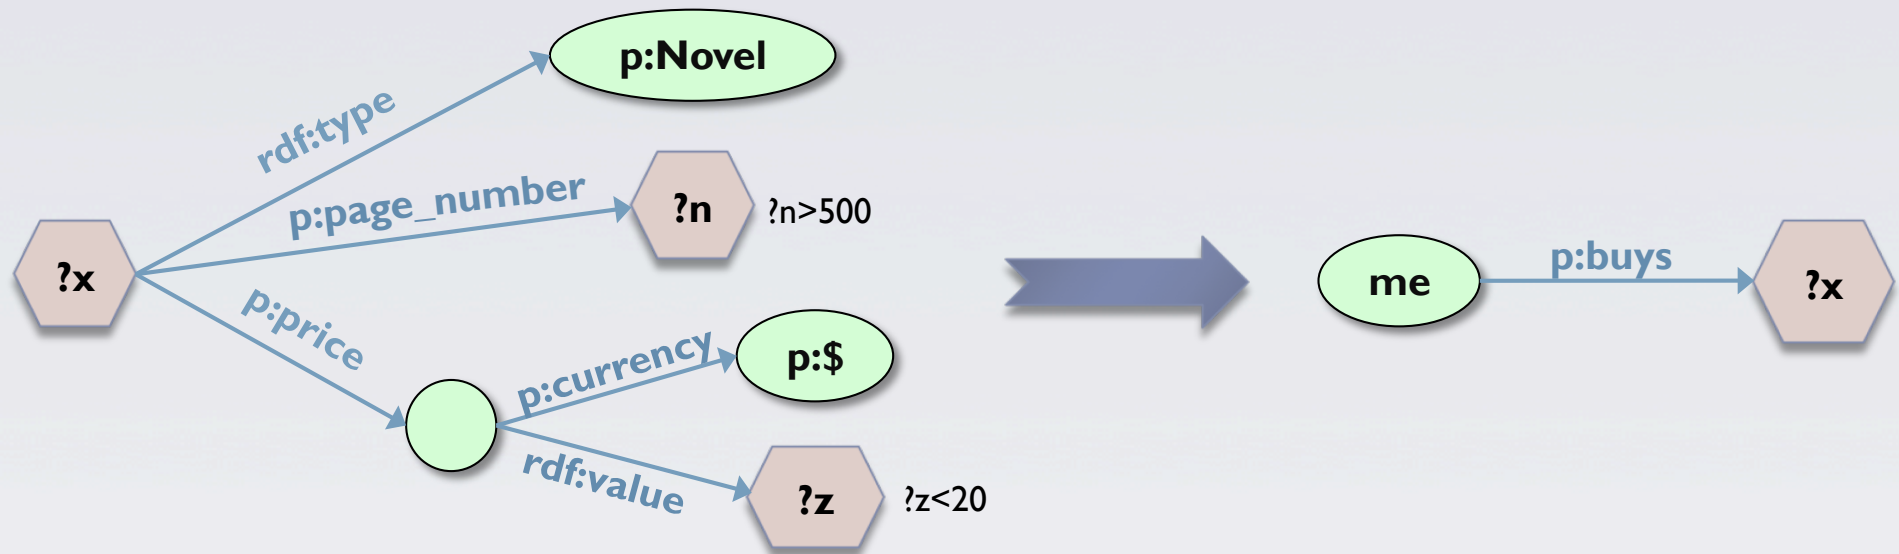 p:Novel
rdf:type
p:page_number
?n
?n>500
?x
p:price
p:currency
p:$
rdf:value
?z
?z<20
me
p:buys
?x